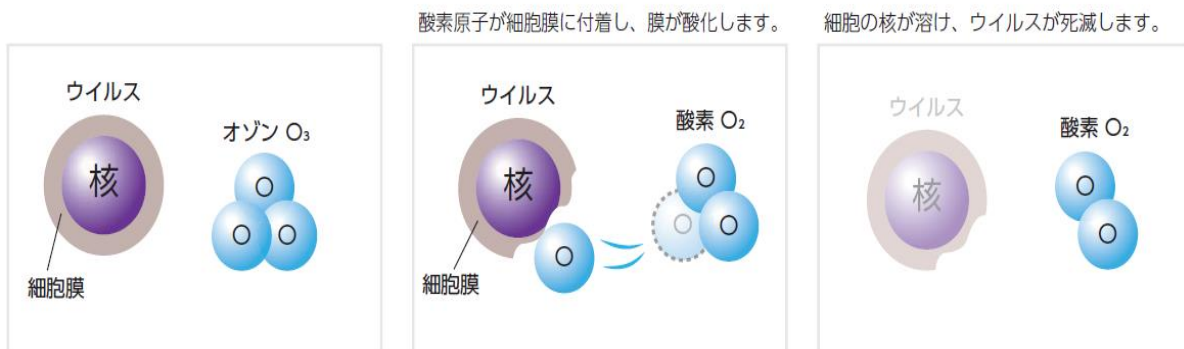 酸素原子が細胞膜に付着し、膜が酸化します。
細胞の核が溶け、ウイルスが死滅します。
ウイルス
オゾン O₃
核
O
O O
細胞膜
ウイルス
酸素 O₂
核
O
O O
O
細胞膜
ウイルス
酸素 O₂
核
O
O